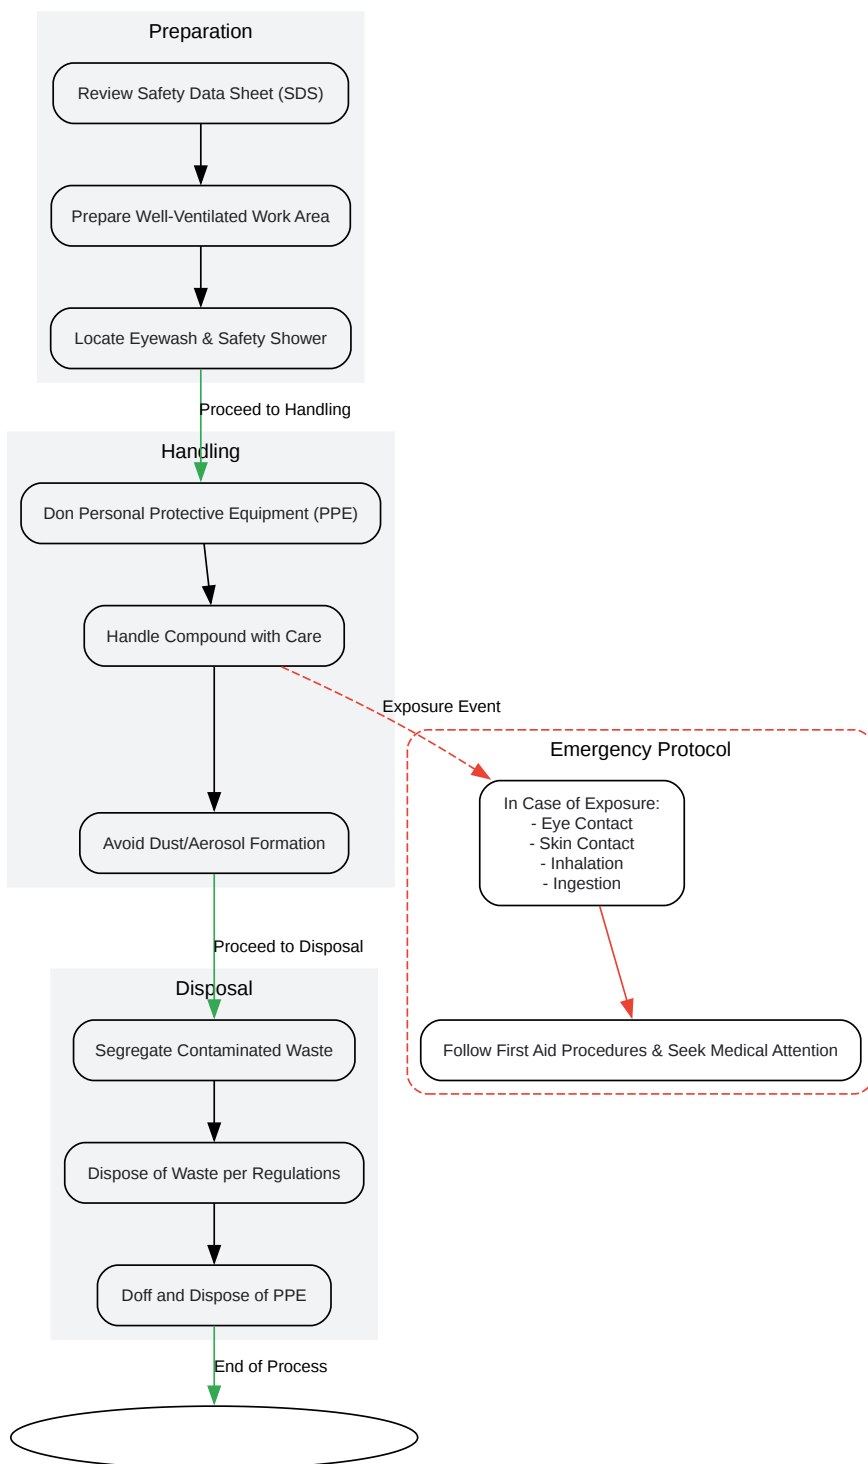 Preparation
Review Safety Data Sheet (SDS)
Prepare Well-Ventilated Work Area
Locate Eyewash & Safety Shower
Proceed to Handling
Handling
Don Personal Protective Equipment (PPE)
Handle Compound with Care
Exposure Event
Emergency Protocol
In Case of Exposure:
- Eye Contact
- Skin Contact
- Inhalation
- Ingestion
Avoid Dust/Aerosol Formation
Proceed to Disposal
Disposal
Segregate Contaminated Waste
Follow First Aid Procedures & Seek Medical Attention
Dispose of Waste per Regulations
Doff and Dispose of PPE
End of Process